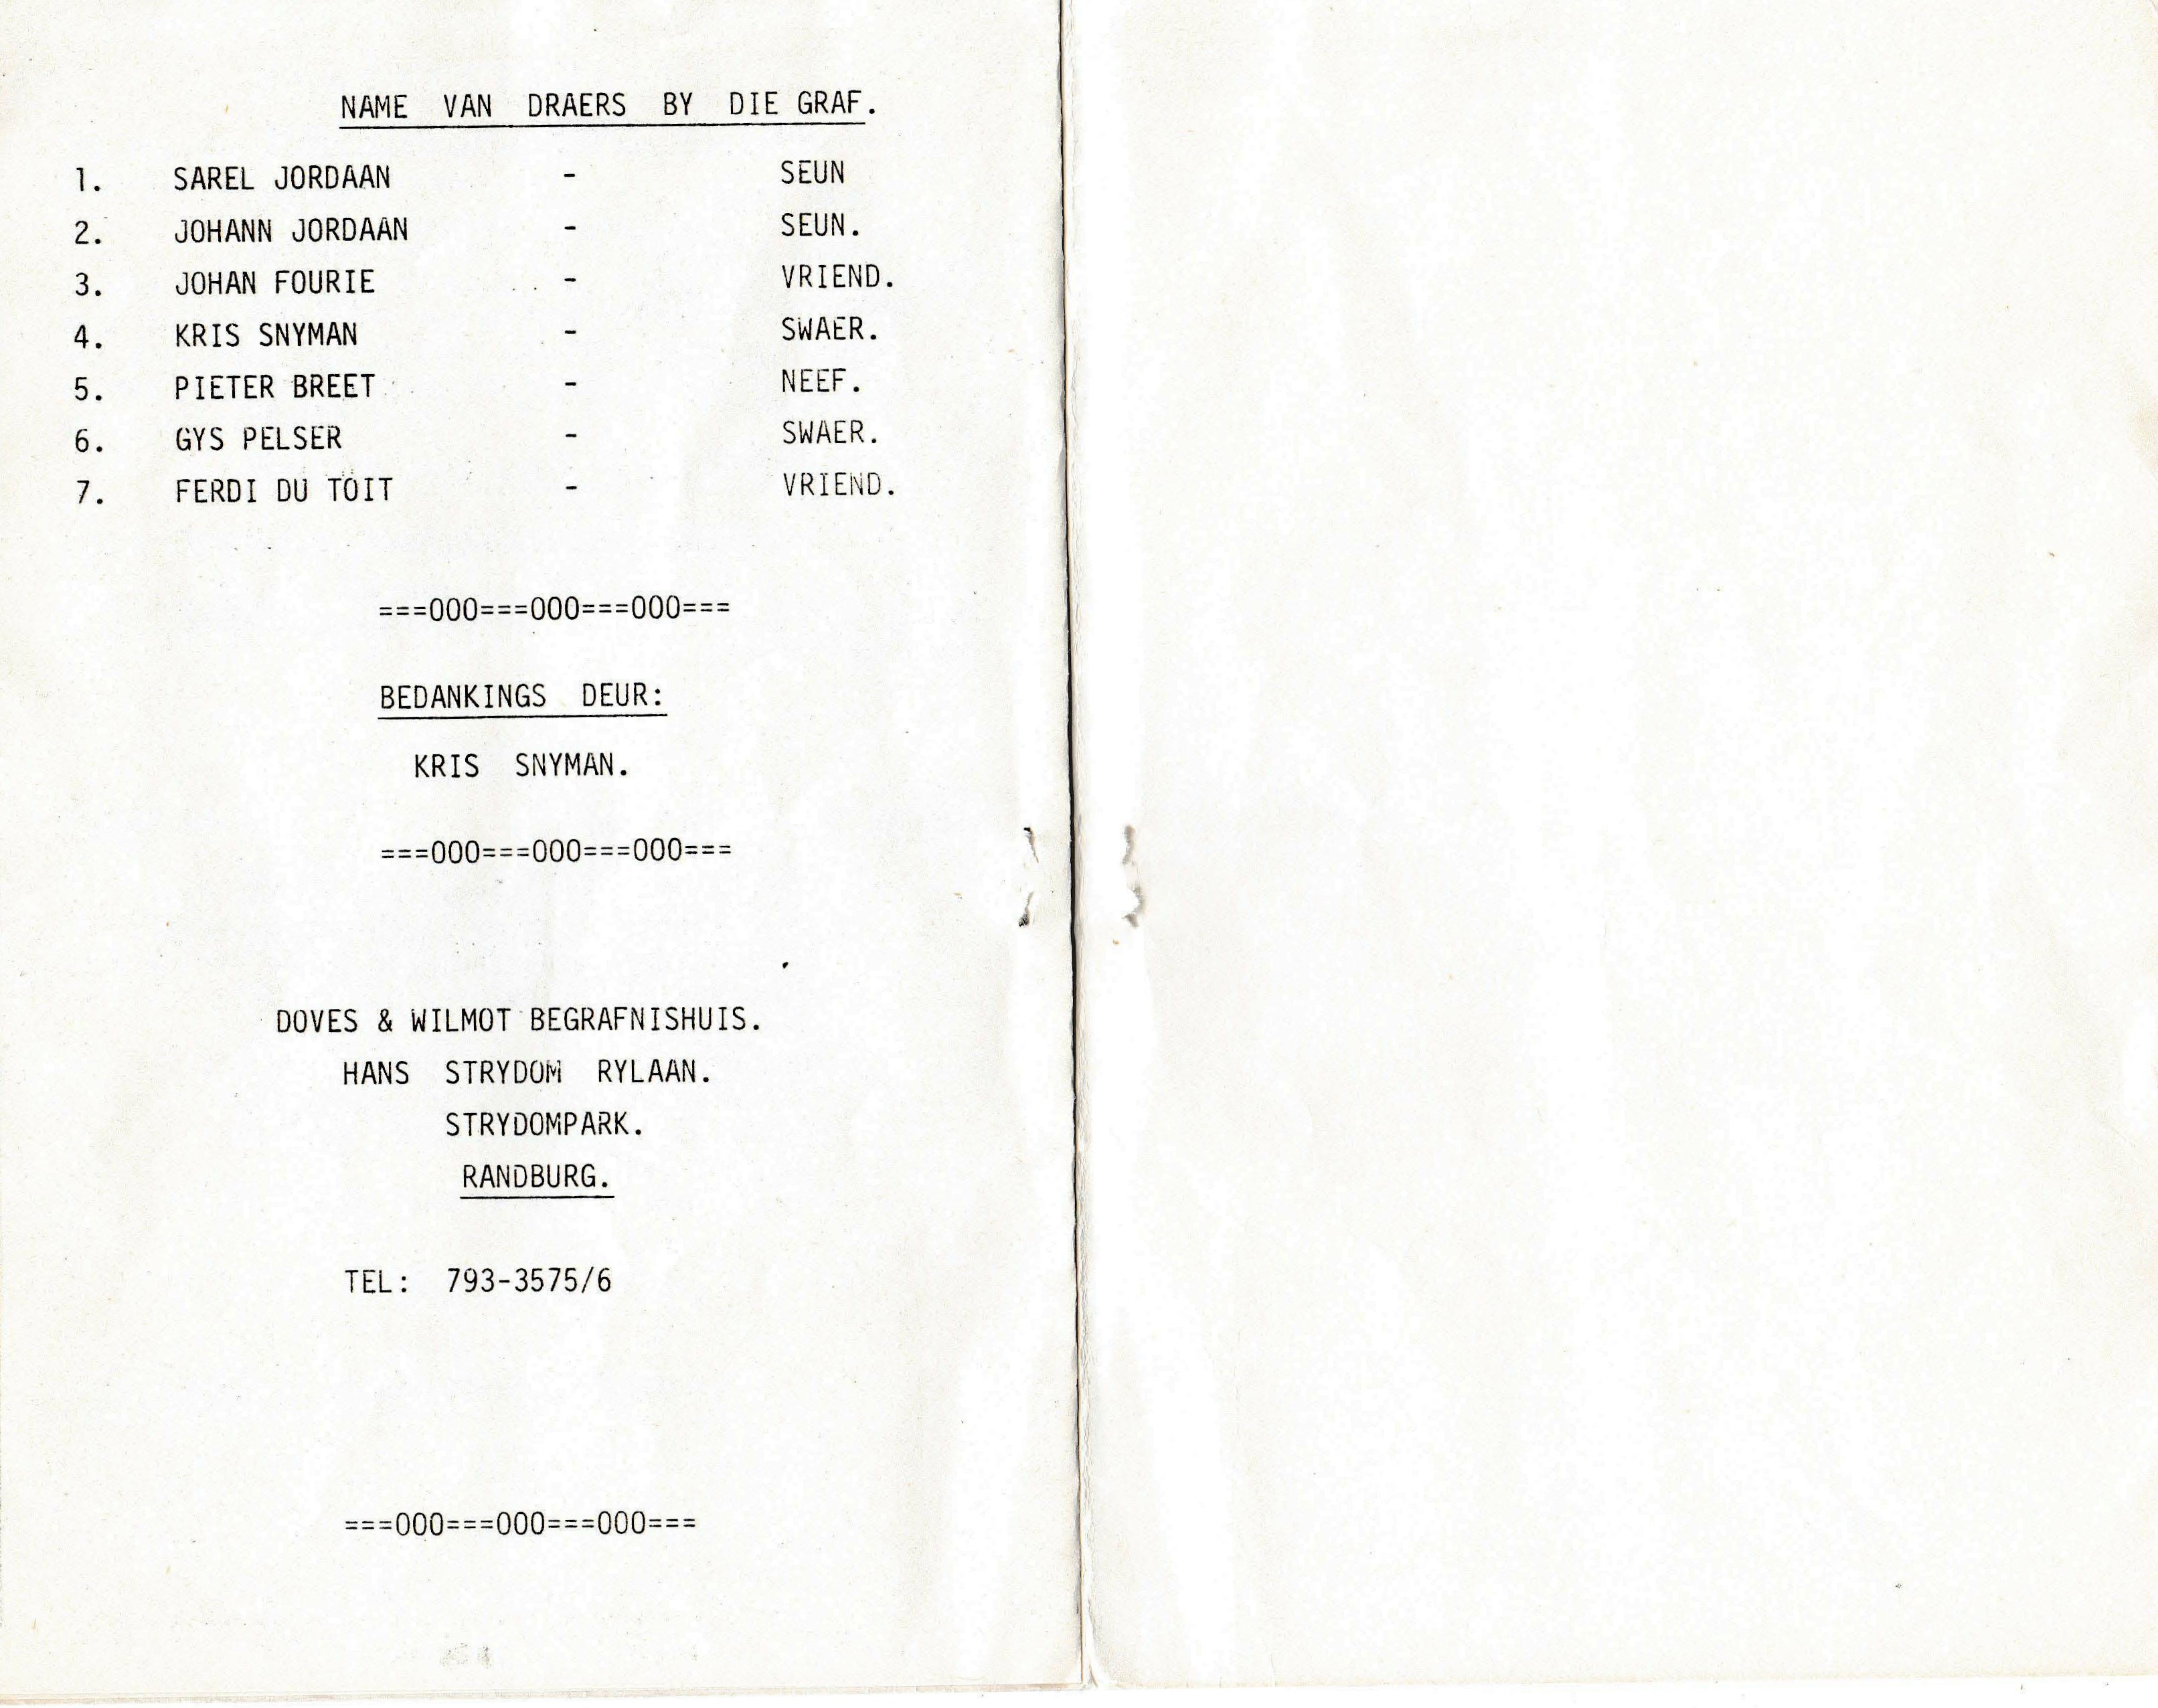 NAME VAN DRAERS BY DIE GRAF.
1. SAREL JORDAAN - SEUN
2. JOHANN JORDAAN - SEUN.
3. JOHAN FOURIE - VRIEND.
4. KRIS SNYMAN - SWAER.
5. PIETER BREET - NEEF.
6. GYS PELSER - SWAER.
7. FERDI DU TOIT - VRIEND.
===000===000===000===
BEDANKINGS DEUR:
KRIS SNYMAN.
===000===000===000===
DOVES & WILMOT BEGRAFNISHUIS.
HANS STRYDOM RYLAAN.
STRYDOMPARK.
RANDBURG.
TEL: 793-3575/6
===000===000===000===